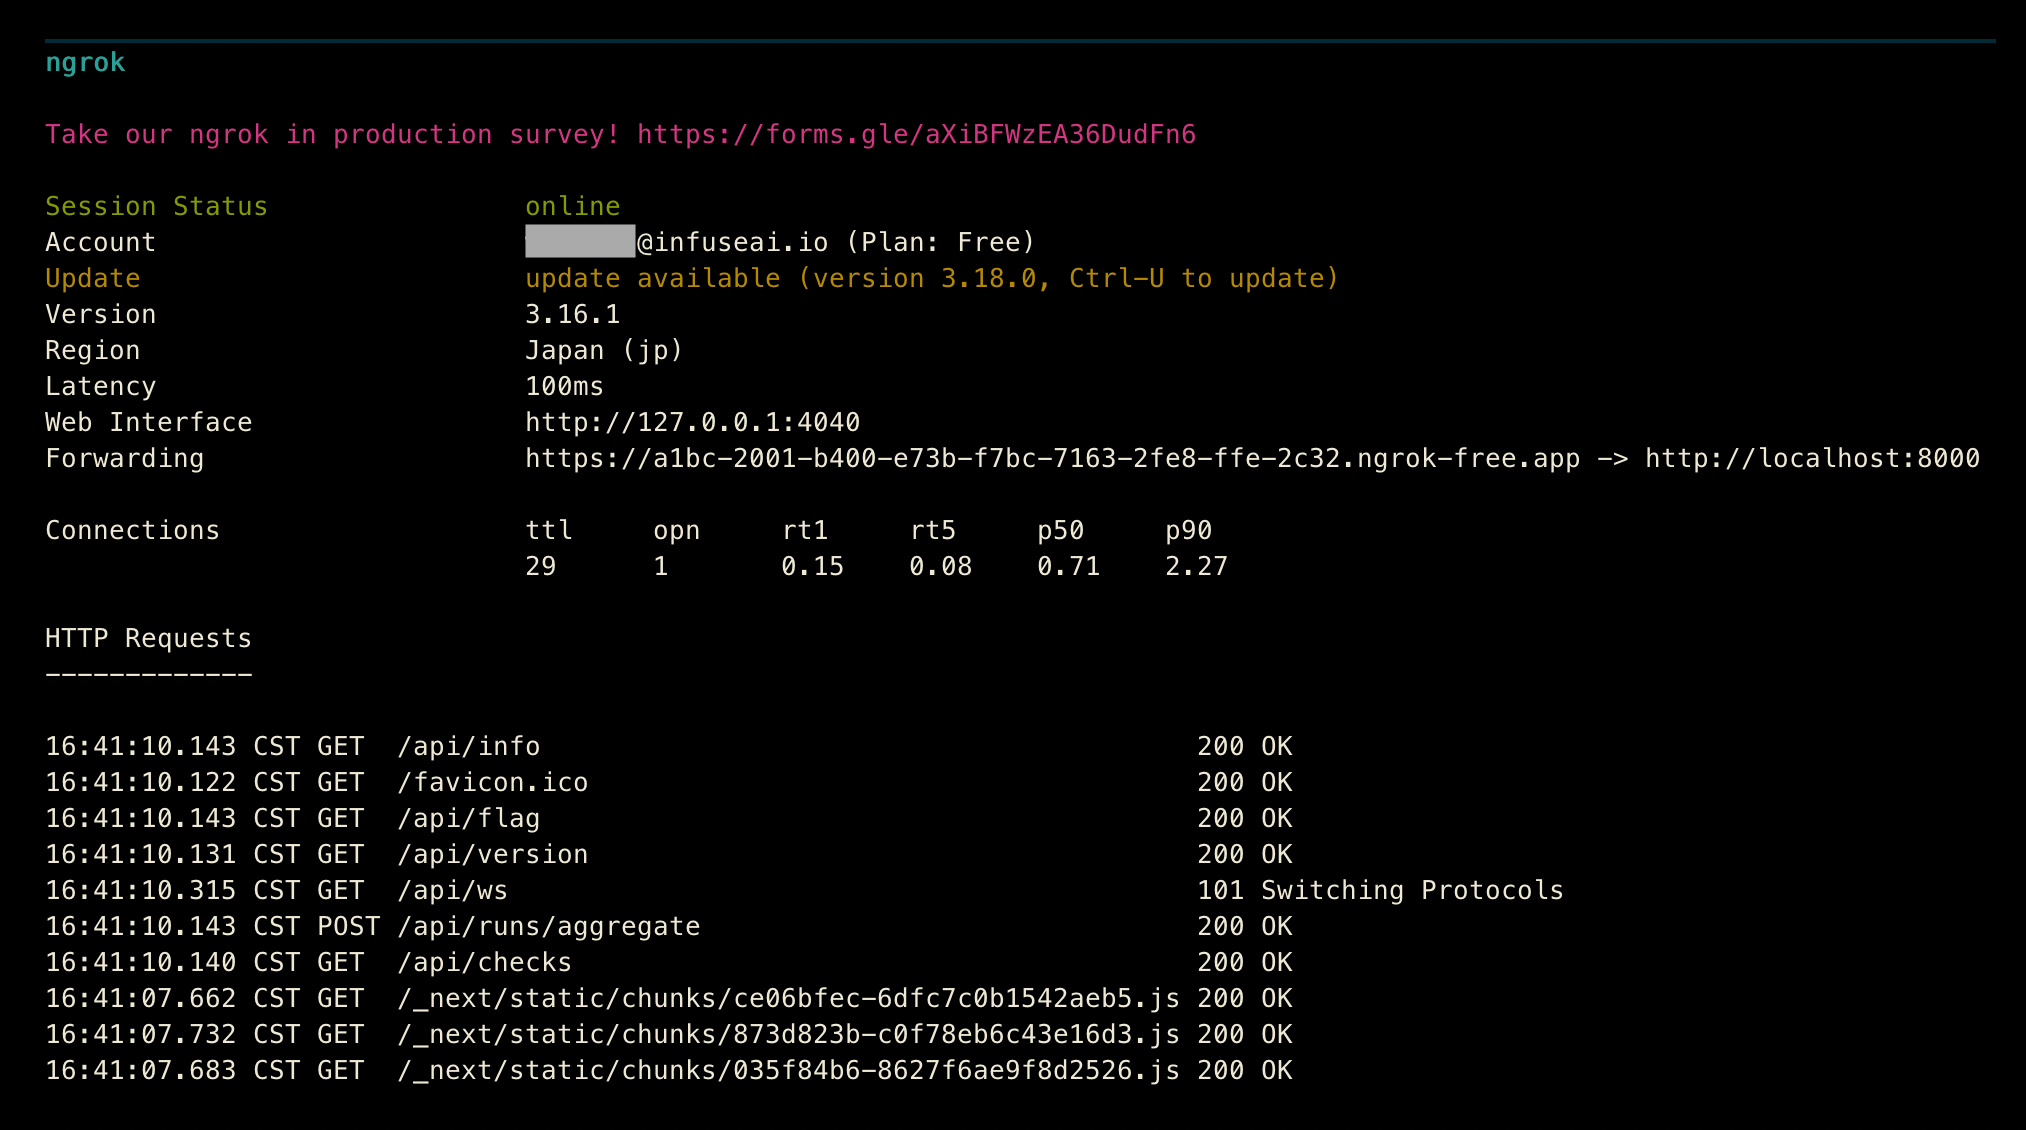 ngrok
Take our ngrok in production survey! https://forms.gle/aXiBFWzEA36DudFn6
Session Status online
Account @infuseai.io (Plan: Free)
Update update available (version 3.18.0, Ctrl-U to update)
Version 3.16.1
Region Japan (jp)
Latency 100ms
Web Interface http://127.0.0.1:4040
Forwarding https://a1bc-2001-b400-e73b-f7bc-7163-2fe8-ffe-2c32.ngrok-free.app -> http://localhost:8000
Connections ttl opn rt1 rt5 p50 p90
29 1 0.15 0.08 0.71 2.27
HTTP Requests
-------------
16:41:10.143 CST GET /api/info 200 OK
16:41:10.122 CST GET /favicon.ico 200 OK
16:41:10.143 CST GET /api/flag 200 OK
16:41:10.131 CST GET /api/version 200 OK
16:41:10.315 CST GET /api/ws 101 Switching Protocols
16:41:10.143 CST POST /api/runs/aggregate 200 OK
16:41:10.140 CST GET /api/checks 200 OK
16:41:07.662 CST GET /_next/static/chunks/ce06bfec-6dfc7c0b1542aeb5.js 200 OK
16:41:07.732 CST GET /_next/static/chunks/873d823b-c0f78eb6c43e16d3.js 200 OK
16:41:07.683 CST GET /_next/static/chunks/035f84b6-8627f6ae9f8d2526.js 200 OK